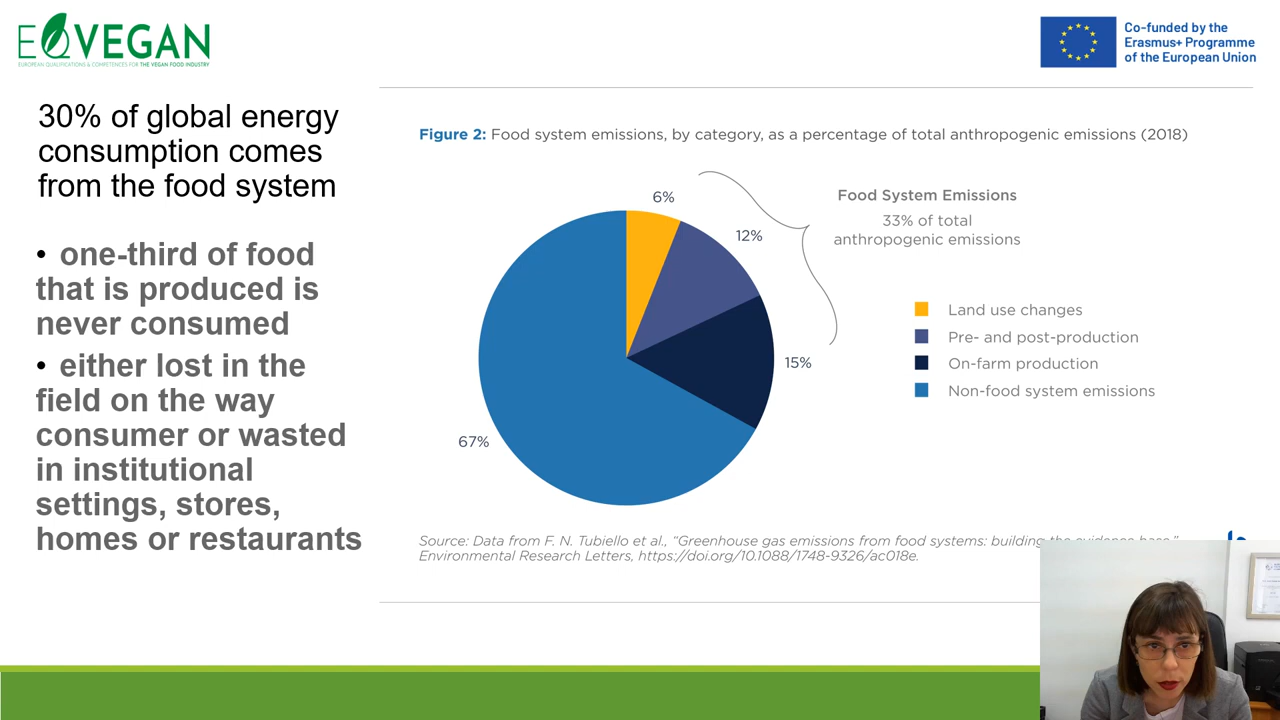 EQVEGAN
EUROPEAN QUALIFICATIONS & COMPETENCES FOR THE VEGAN FOOD INDUSTRY
Co-funded by the
Erasmus+ Programme
of the European Union
30% of global energy
consumption comes
from the food system
• one-third of food
that is produced is
never consumed
• either lost in the
field on the way
consumer or wasted
in institutional
settings, stores,
homes or restaurants
Figure 2: Food system emissions, by category, as a percentage of total anthropogenic emissions (2018)
6%
12%
15%
67%
Food System Emissions
33% of total
anthropogenic emissions
Land use changes
Pre- and post-production
On-farm production
Non-food system emissions
Source: Data from F. N. Tubiello et al., “Greenhouse gas emissions from food systems: building the evidence base,”
Environmental Research Letters, https://doi.org/10.1088/1748-9326/ac018e.